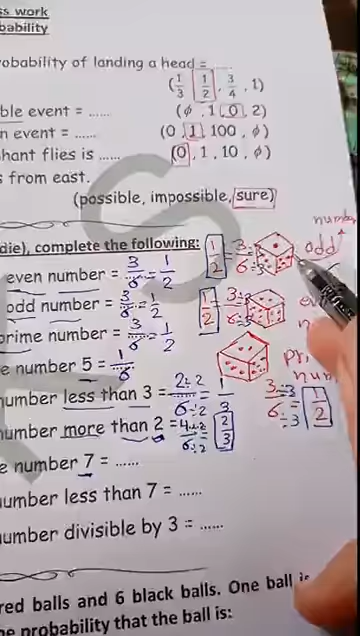 ss work
bability
robability of landing a head = ......
(1/3, 1/2, 3/4, 1)
ble event = ...... (ϕ, 1, 0, 2)
n event = ...... (0, 1, 100, ϕ)
hant flies is ...... (0, 1, 10, ϕ)
s from east.
(possible, impossible, sure)
number
die), complete the following: 1/2 3/6 ÷3 odd
even number = 3/6 = 1/2
odd number = 3/6 = 1/2 1/2 3÷3/6÷3
prime number = 3/6 = 1/2
e number 5 = 1/6 num
number less than 3 = 2÷2/6÷2 = 1/3 3÷3/6÷3 1/2
number more than 2 = 4÷2/6÷2 = 2/3
e number 7 = ......
number less than 7 = ......
number divisible by 3 = ......
red balls and 6 black balls. One ball
e probability that the ball is: